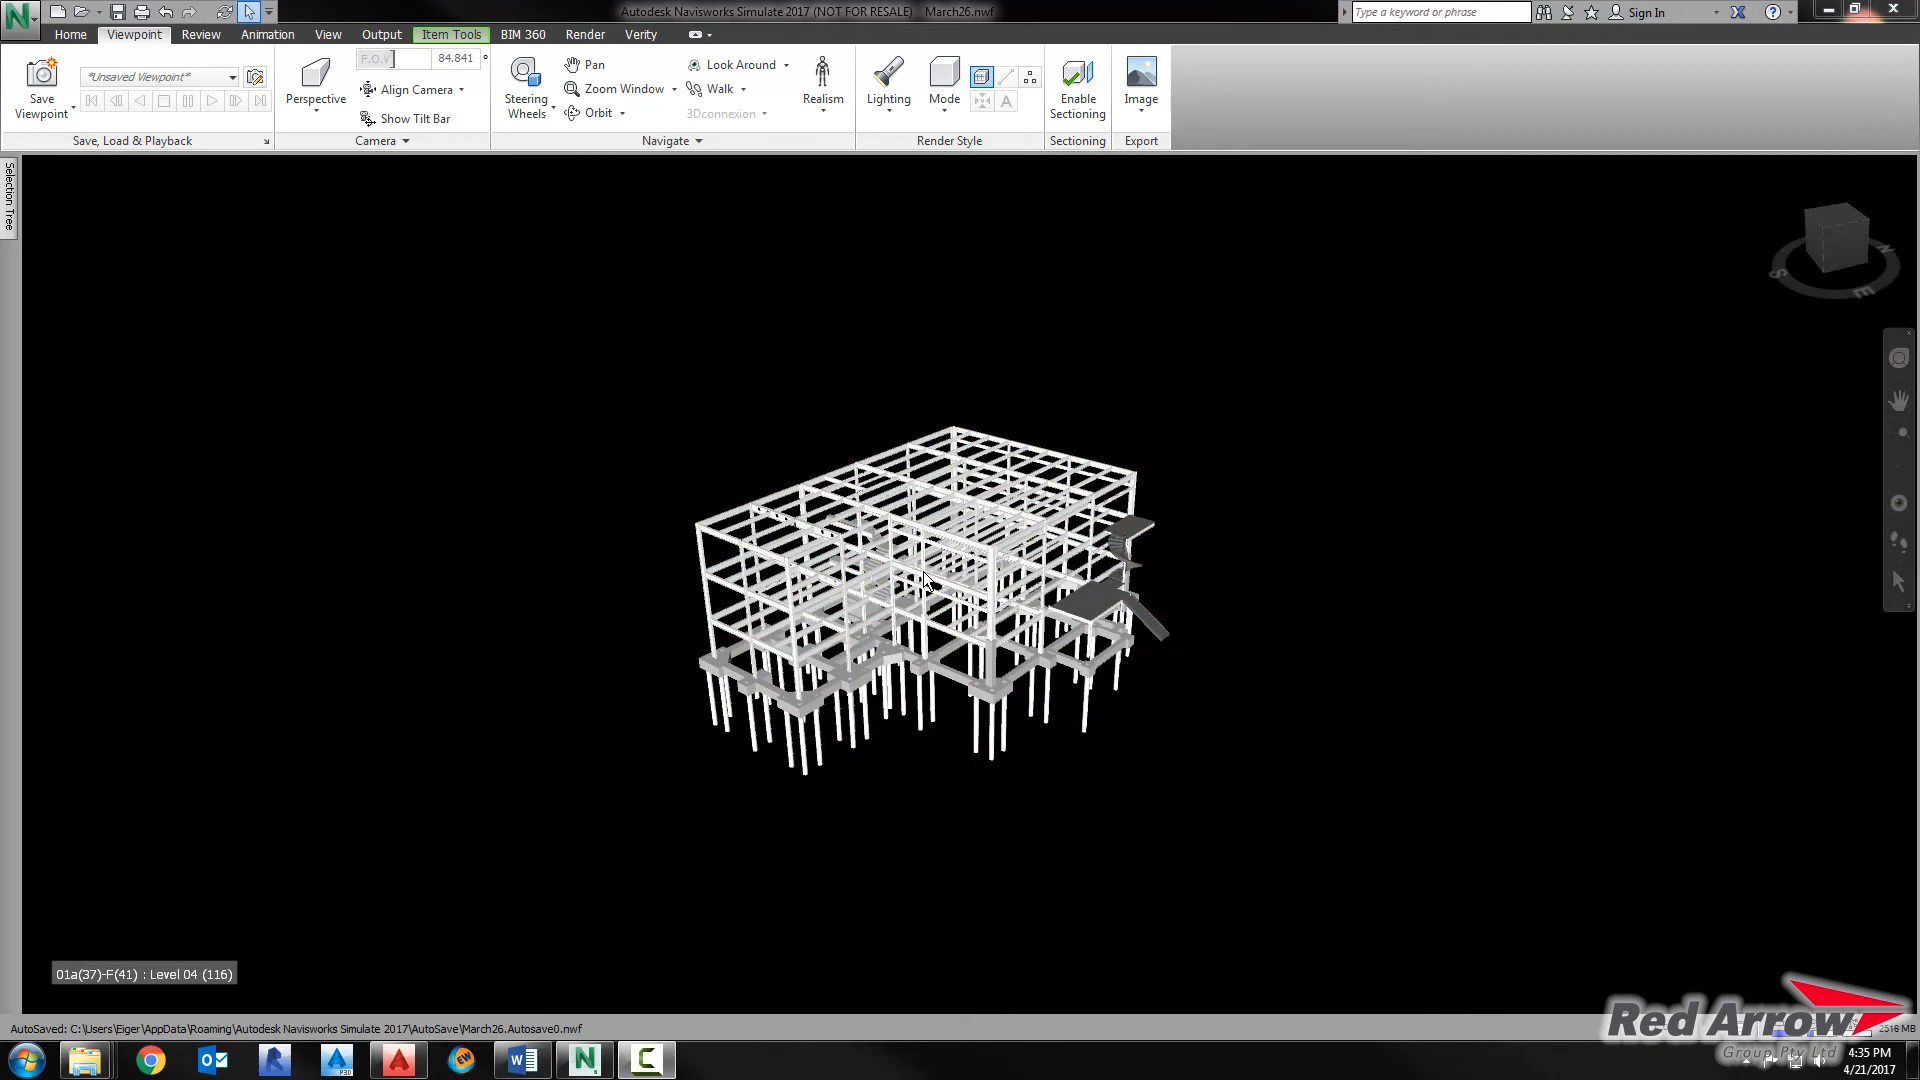 Autodesk Navisworks Simulate 2017 (NOT FOR RESALE) March26.nwf
Type a keyword or phrase
Sign In
Home Viewpoint Review Animation View Output Item Tools BIM 360 Render Verity
Save Viewpoint
*Unsaved Viewpoint*
Save, Load & Playback
Perspective
F.O.V 84.841 °
Align Camera
Show Tilt Bar
Camera
Steering Wheels
Pan
Zoom Window
Orbit
Look Around
Walk
3Dconnexion
Realism
Navigate
Lighting
Mode
A
Render Style
Enable Sectioning
Sectioning
Image
Export
Selection Tree
S E N
01a(37)-F(41) : Level 04 (116)
AutoSaved: C:\Users\Eiger\AppData\Roaming\Autodesk Navisworks Simulate 2017\AutoSave\March26.Autosave0.nwf
2516 MB
Red Arrow
Group Pty Ltd
4:35 PM
4/21/2017